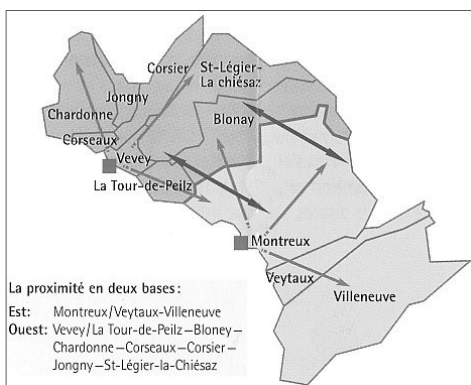 Corsier
St-Légier-
La chiésaz
Jongny
Chardonne
Blonay
Corseaux
Vevey
La Tour-de-Peilz
Montreux
Veytaux
Villeneuve
La proximité en deux bases :
Est: Montreux/Veytaux-Villeneuve
Ouest: Vevey/La Tour-de-Peilz—Bloney—
Chardonne—Corseaux—Corsier—
Jongny—St-Légier-la-Chiésaz